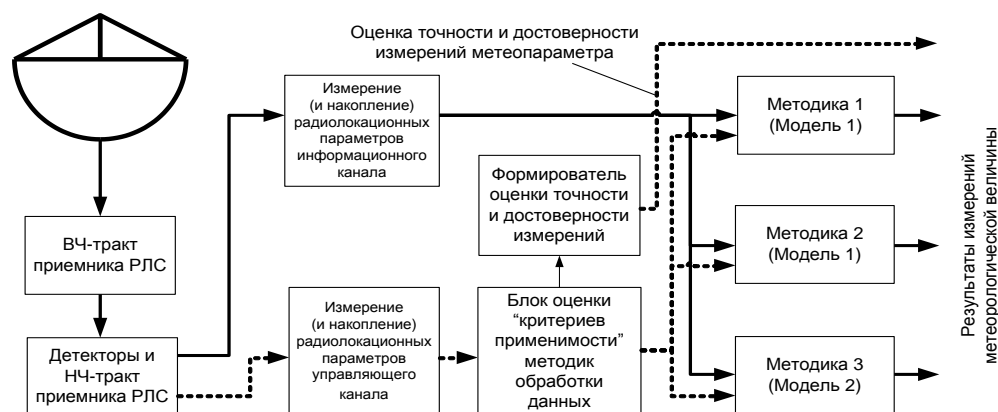 Оценка точности и достоверности
измерений метеопараметра
Измерение
(и накопление)
радиолокационных
параметров
информационного
канала
Методика 1
(Модель 1)
Формирователь
оценки точности
и достоверности
измерений
ВЧ-тракт
приемника РЛС
Методика 2
(Модель 1)
Результаты измерений
метеорологической величины
Детекторы и
НЧ-тракт
приемника РЛС
Измерение
(и накопление)
радиолокационных
параметров
управляющего
канала
Блок оценки
“критериев
применимости”
методик
обработки
данных
Методика 3
(Модель 2)